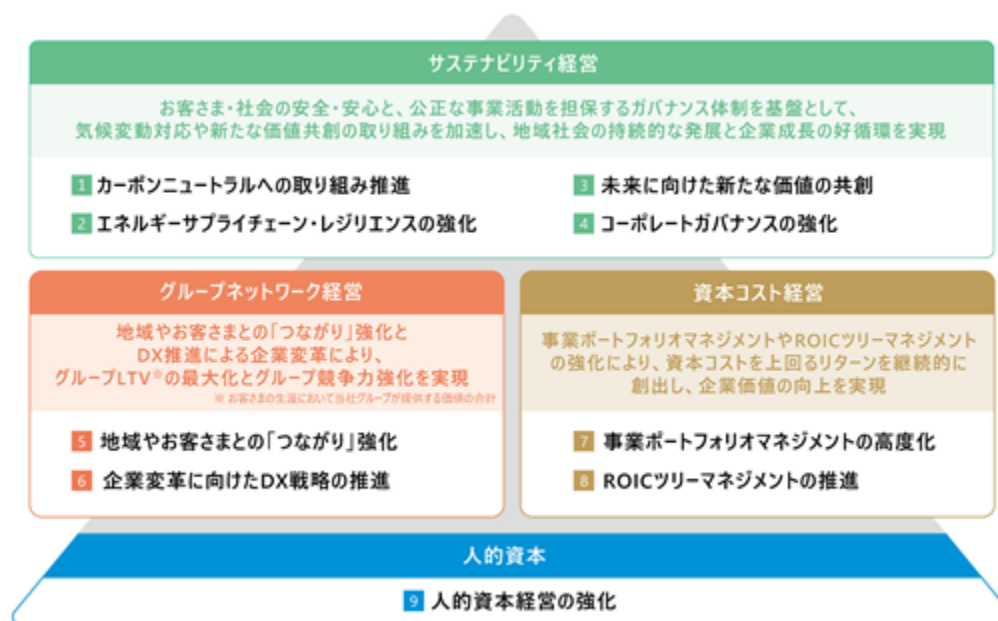 サステナビリティ経営
お客さま・社会の安全・安心と、公正な事業活動を担保するガバナンス体制を基盤として、
気候変動対応や新たな価値共創の取り組みを加速し、地域社会の持続的な発展と企業成長の好循環を実現
1 カーボンニュートラルへの取り組み推進
2 エネルギーサプライチェーン・レジリエンスの強化
3 未来に向けた新たな価値の共創
4 コーポレートガバナンスの強化
グループネットワーク経営
地域やお客さまとの「つながり」強化と
DX推進による企業変革により、
グループLTV※の最大化とグループ競争力強化を実現
※ お客さまの生涯において当社グループが提供する価値の合計
5 地域やお客さまとの「つながり」強化
6 企業変革に向けたDX戦略の推進
資本コスト経営
事業ポートフォリオマネジメントやROICツリーマネジメント
の強化により、資本コストを上回るリターンを継続的に
創出し、企業価値の向上を実現
7 事業ポートフォリオマネジメントの高度化
8 ROICツリーマネジメントの推進
人的資本
9 人的資本経営の強化